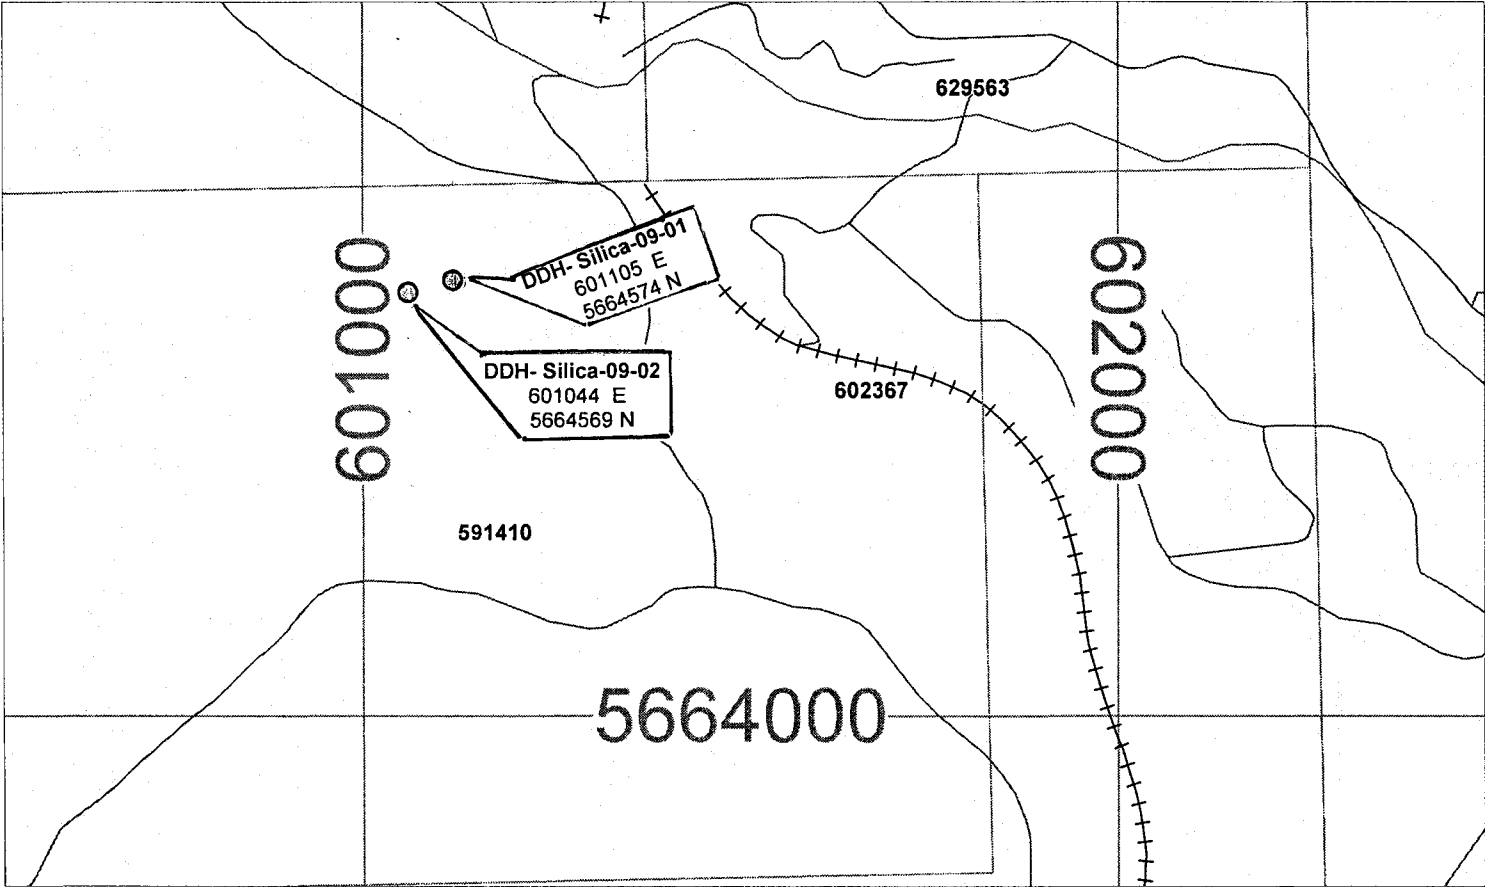 629563
DDH- Silica-09-01
601105 E
5664574 N
601000
602000
DDH- Silica-09-02
601044 E
5664569 N
602367
591410
5664000